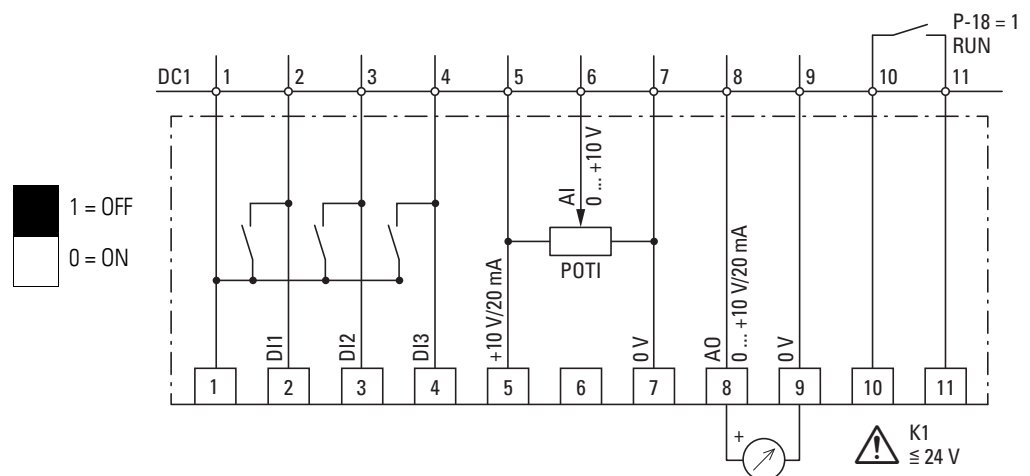 P-18 = 1
RUN
DC1 1 2 3 4 5 6 7 8 9 10 11
1 = OFF
0 = ON
AI
0 ... +10 V
POTI
DI1
DI2
DI3
+10 V/20 mA
0 V
AO
0 ... +10 V/20 mA
0 V
1 2 3 4 5 6 7 8 9 10 11
+
K1
≦ 24 V